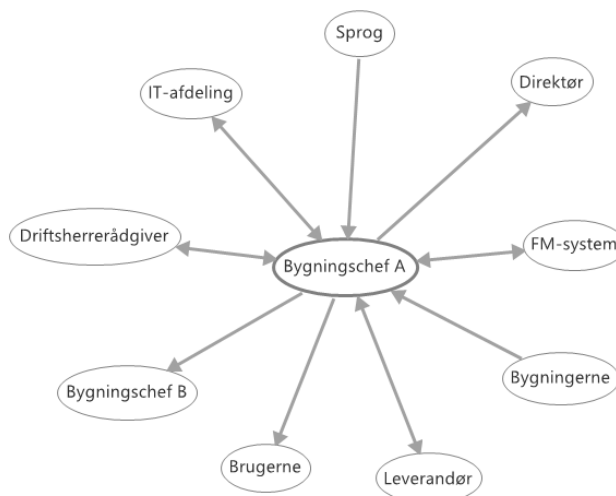 Sprog
Direktør
IT-afdeling
Driftsherrerådgiver
FM-system
Bygningschef A
Bygningerne
Bygningschef B
Brugerne
Leverandør